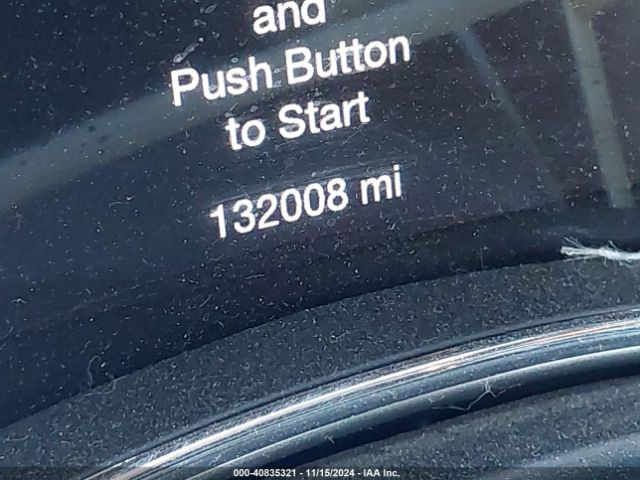 and
Push Button
to Start
132008 mi
000-40835321 - 11/15/2024 - IAA Inc.